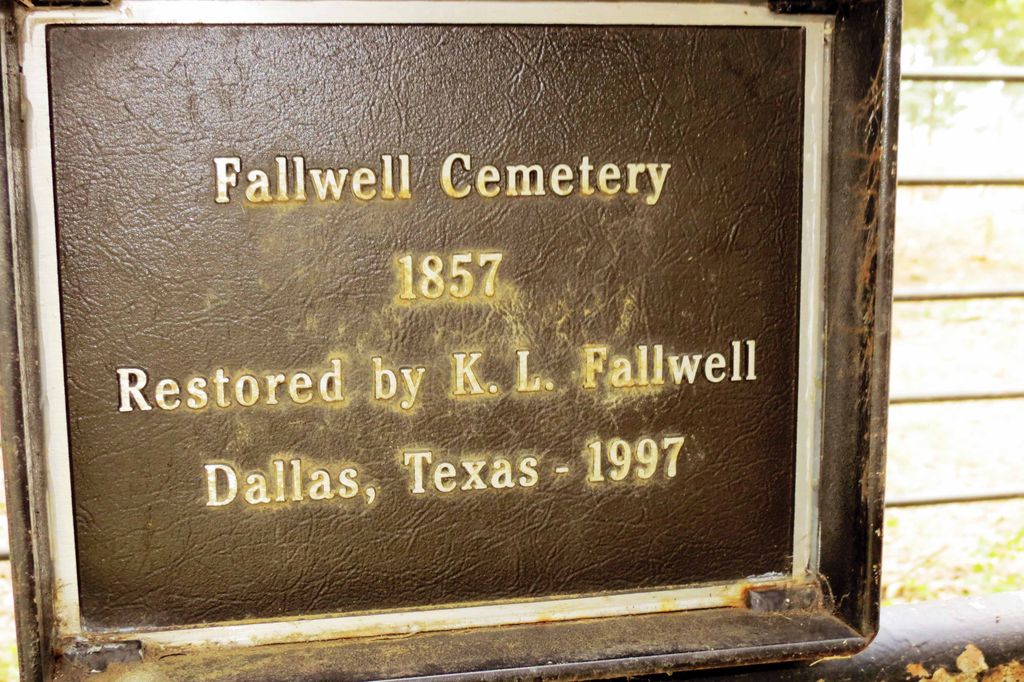 Fallwell Cemetery
1857
Restored by K. L. Fallwell
Dallas, Texas - 1997